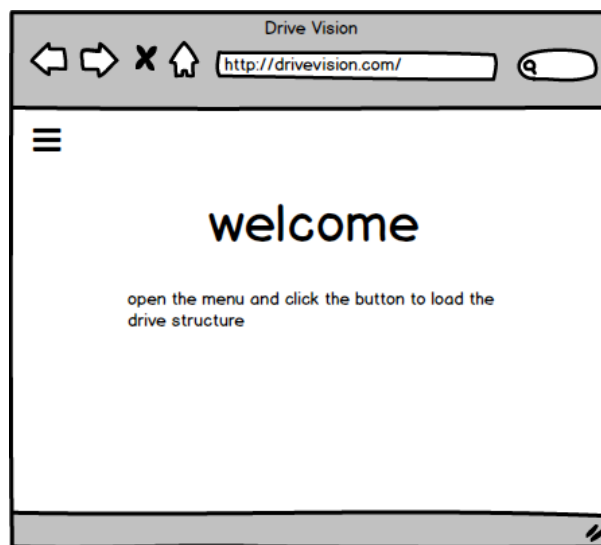 Drive Vision
http://drivevision.com/
welcome
open the menu and click the button to load the
drive structure